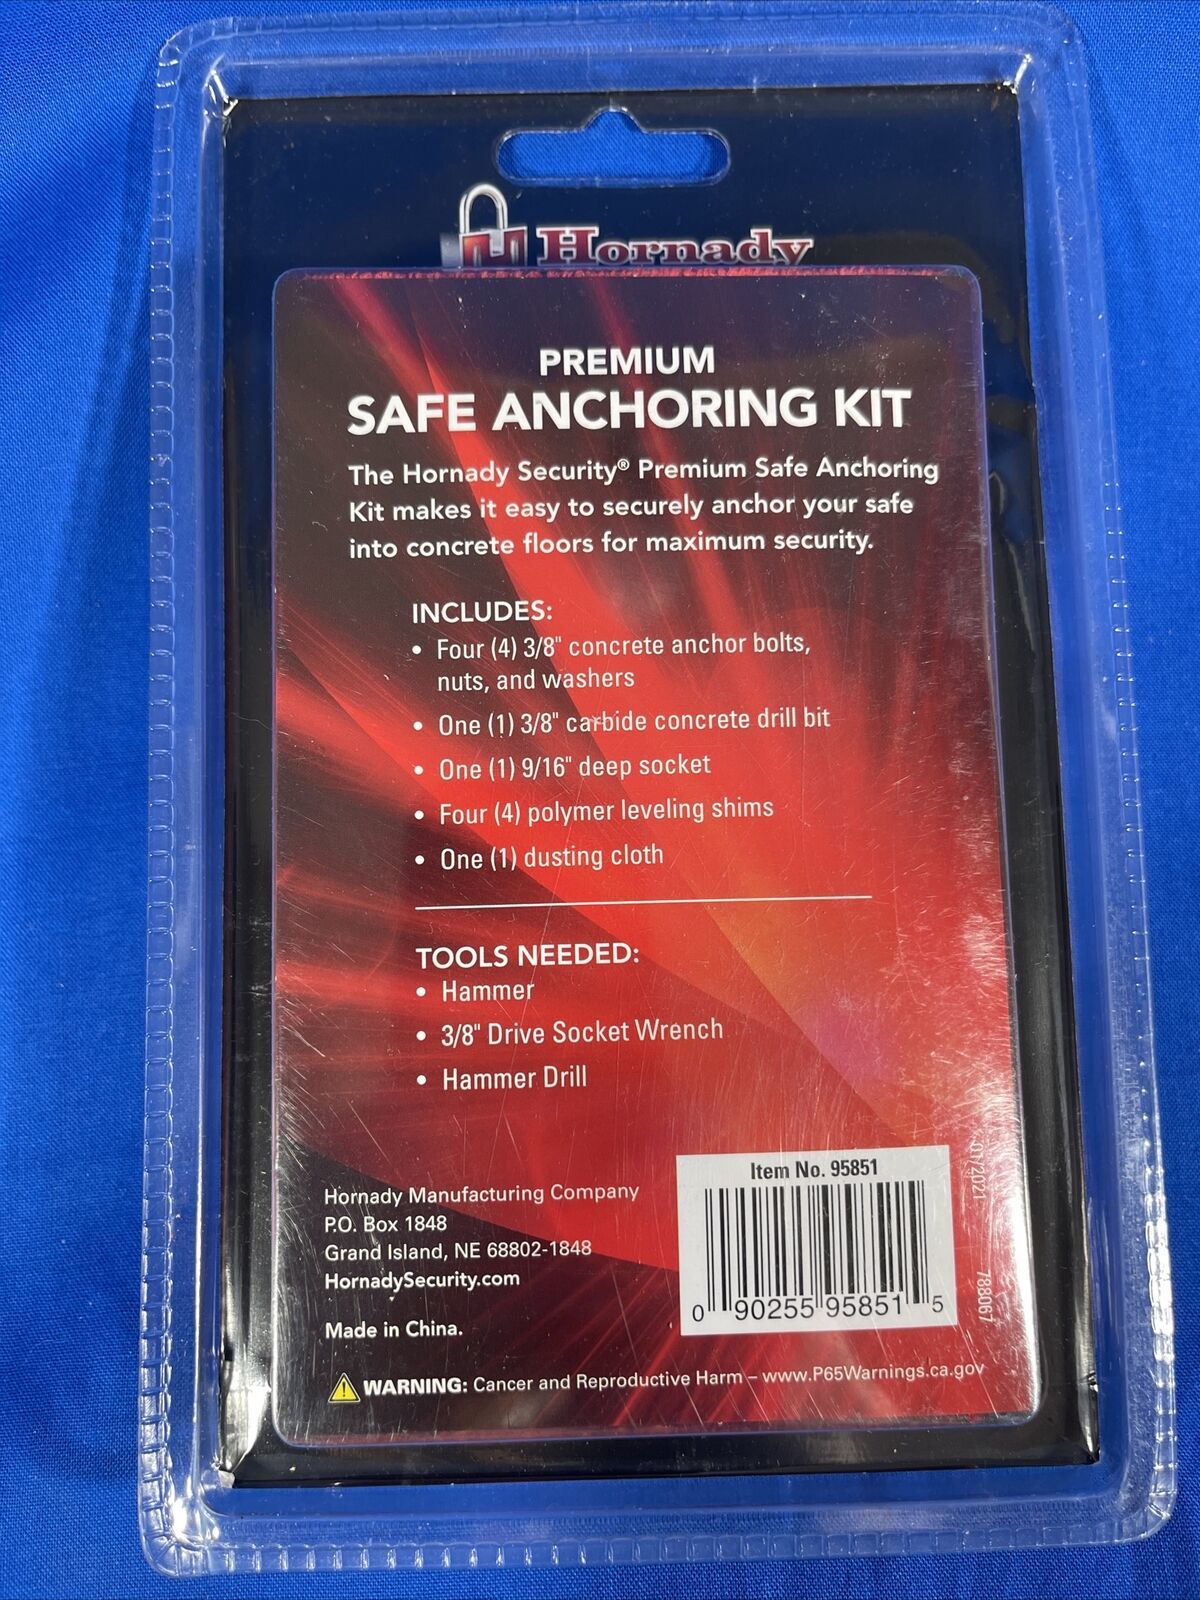 Hornady
PREMIUM
SAFE ANCHORING KIT
The Hornady Security® Premium Safe Anchoring
Kit makes it easy to securely anchor your safe
into concrete floors for maximum security.
INCLUDES:
• Four (4) 3/8" concrete anchor bolts,
nuts, and washers
• One (1) 3/8" carbide concrete drill bit
• One (1) 9/16" deep socket
• Four (4) polymer leveling shims
• One (1) dusting cloth
TOOLS NEEDED:
• Hammer
• 3/8" Drive Socket Wrench
• Hammer Drill
Hornady Manufacturing Company
P.O. Box 1848
Grand Island, NE 68802-1848
HornadySecurity.com
Made in China.
Item No. 95851
0 90255 95851 5
07/2021
788067
WARNING: Cancer and Reproductive Harm – www.P65Warnings.ca.gov